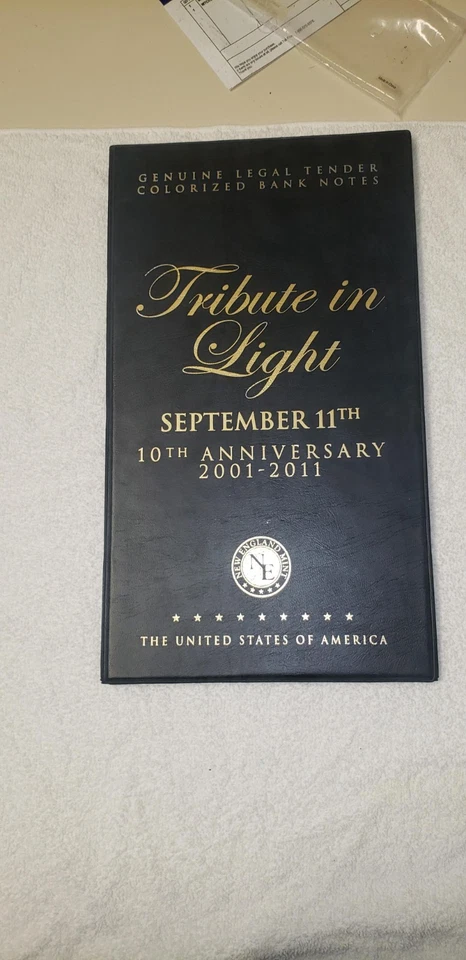 GENUINE LEGAL TENDER
COLORIZED BANK NOTES
Tribute in
Light
SEPTEMBER 11TH
10TH ANNIVERSARY
2001-2011
NEW ENGLAND MINT
NE
THE UNITED STATES OF AMERICA